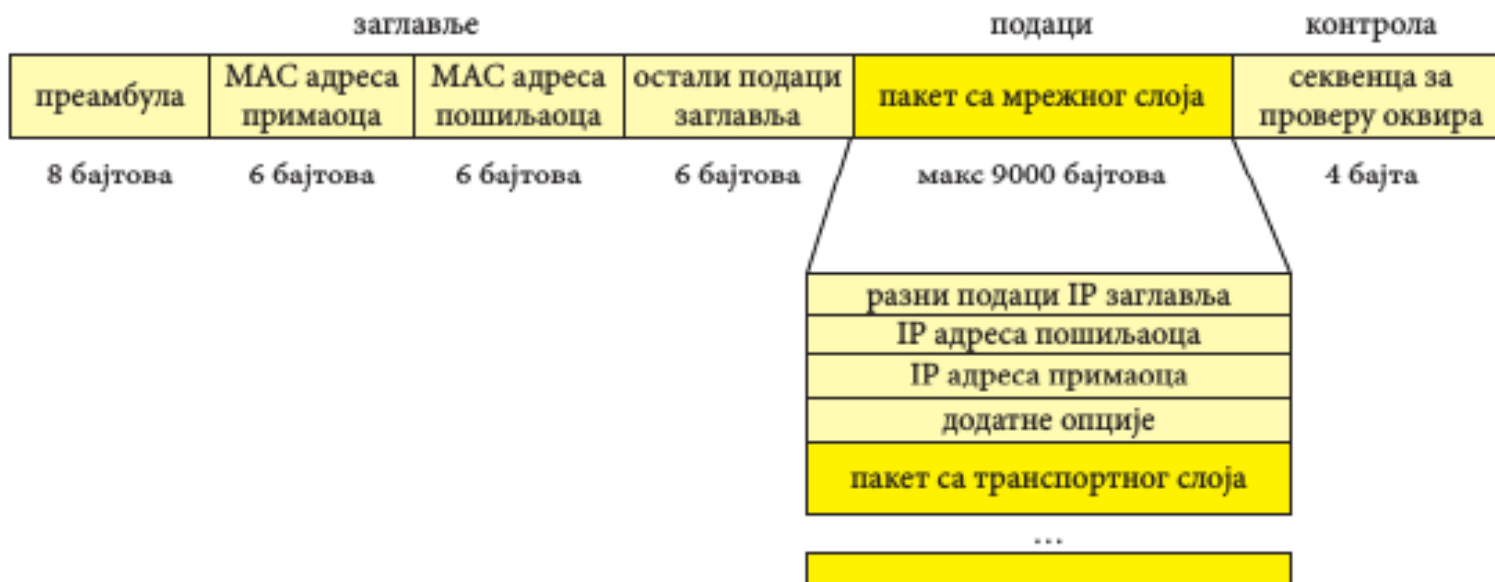 заглавље подаци контрола
преамбула МАС адреса МАС адреса остали подаци пакет са мрежног слоја секвенца за
примаоца пошиљаоца заглавља проверу оквира
8 бајтова 6 бајтова 6 бајтова 6 бајтова макс 9000 бајтова 4 бајта
разни подаци IP заглавља
IP адреса пошиљаоца
IP адреса примаоца
додатне опције
пакет са транспортног слоја
...